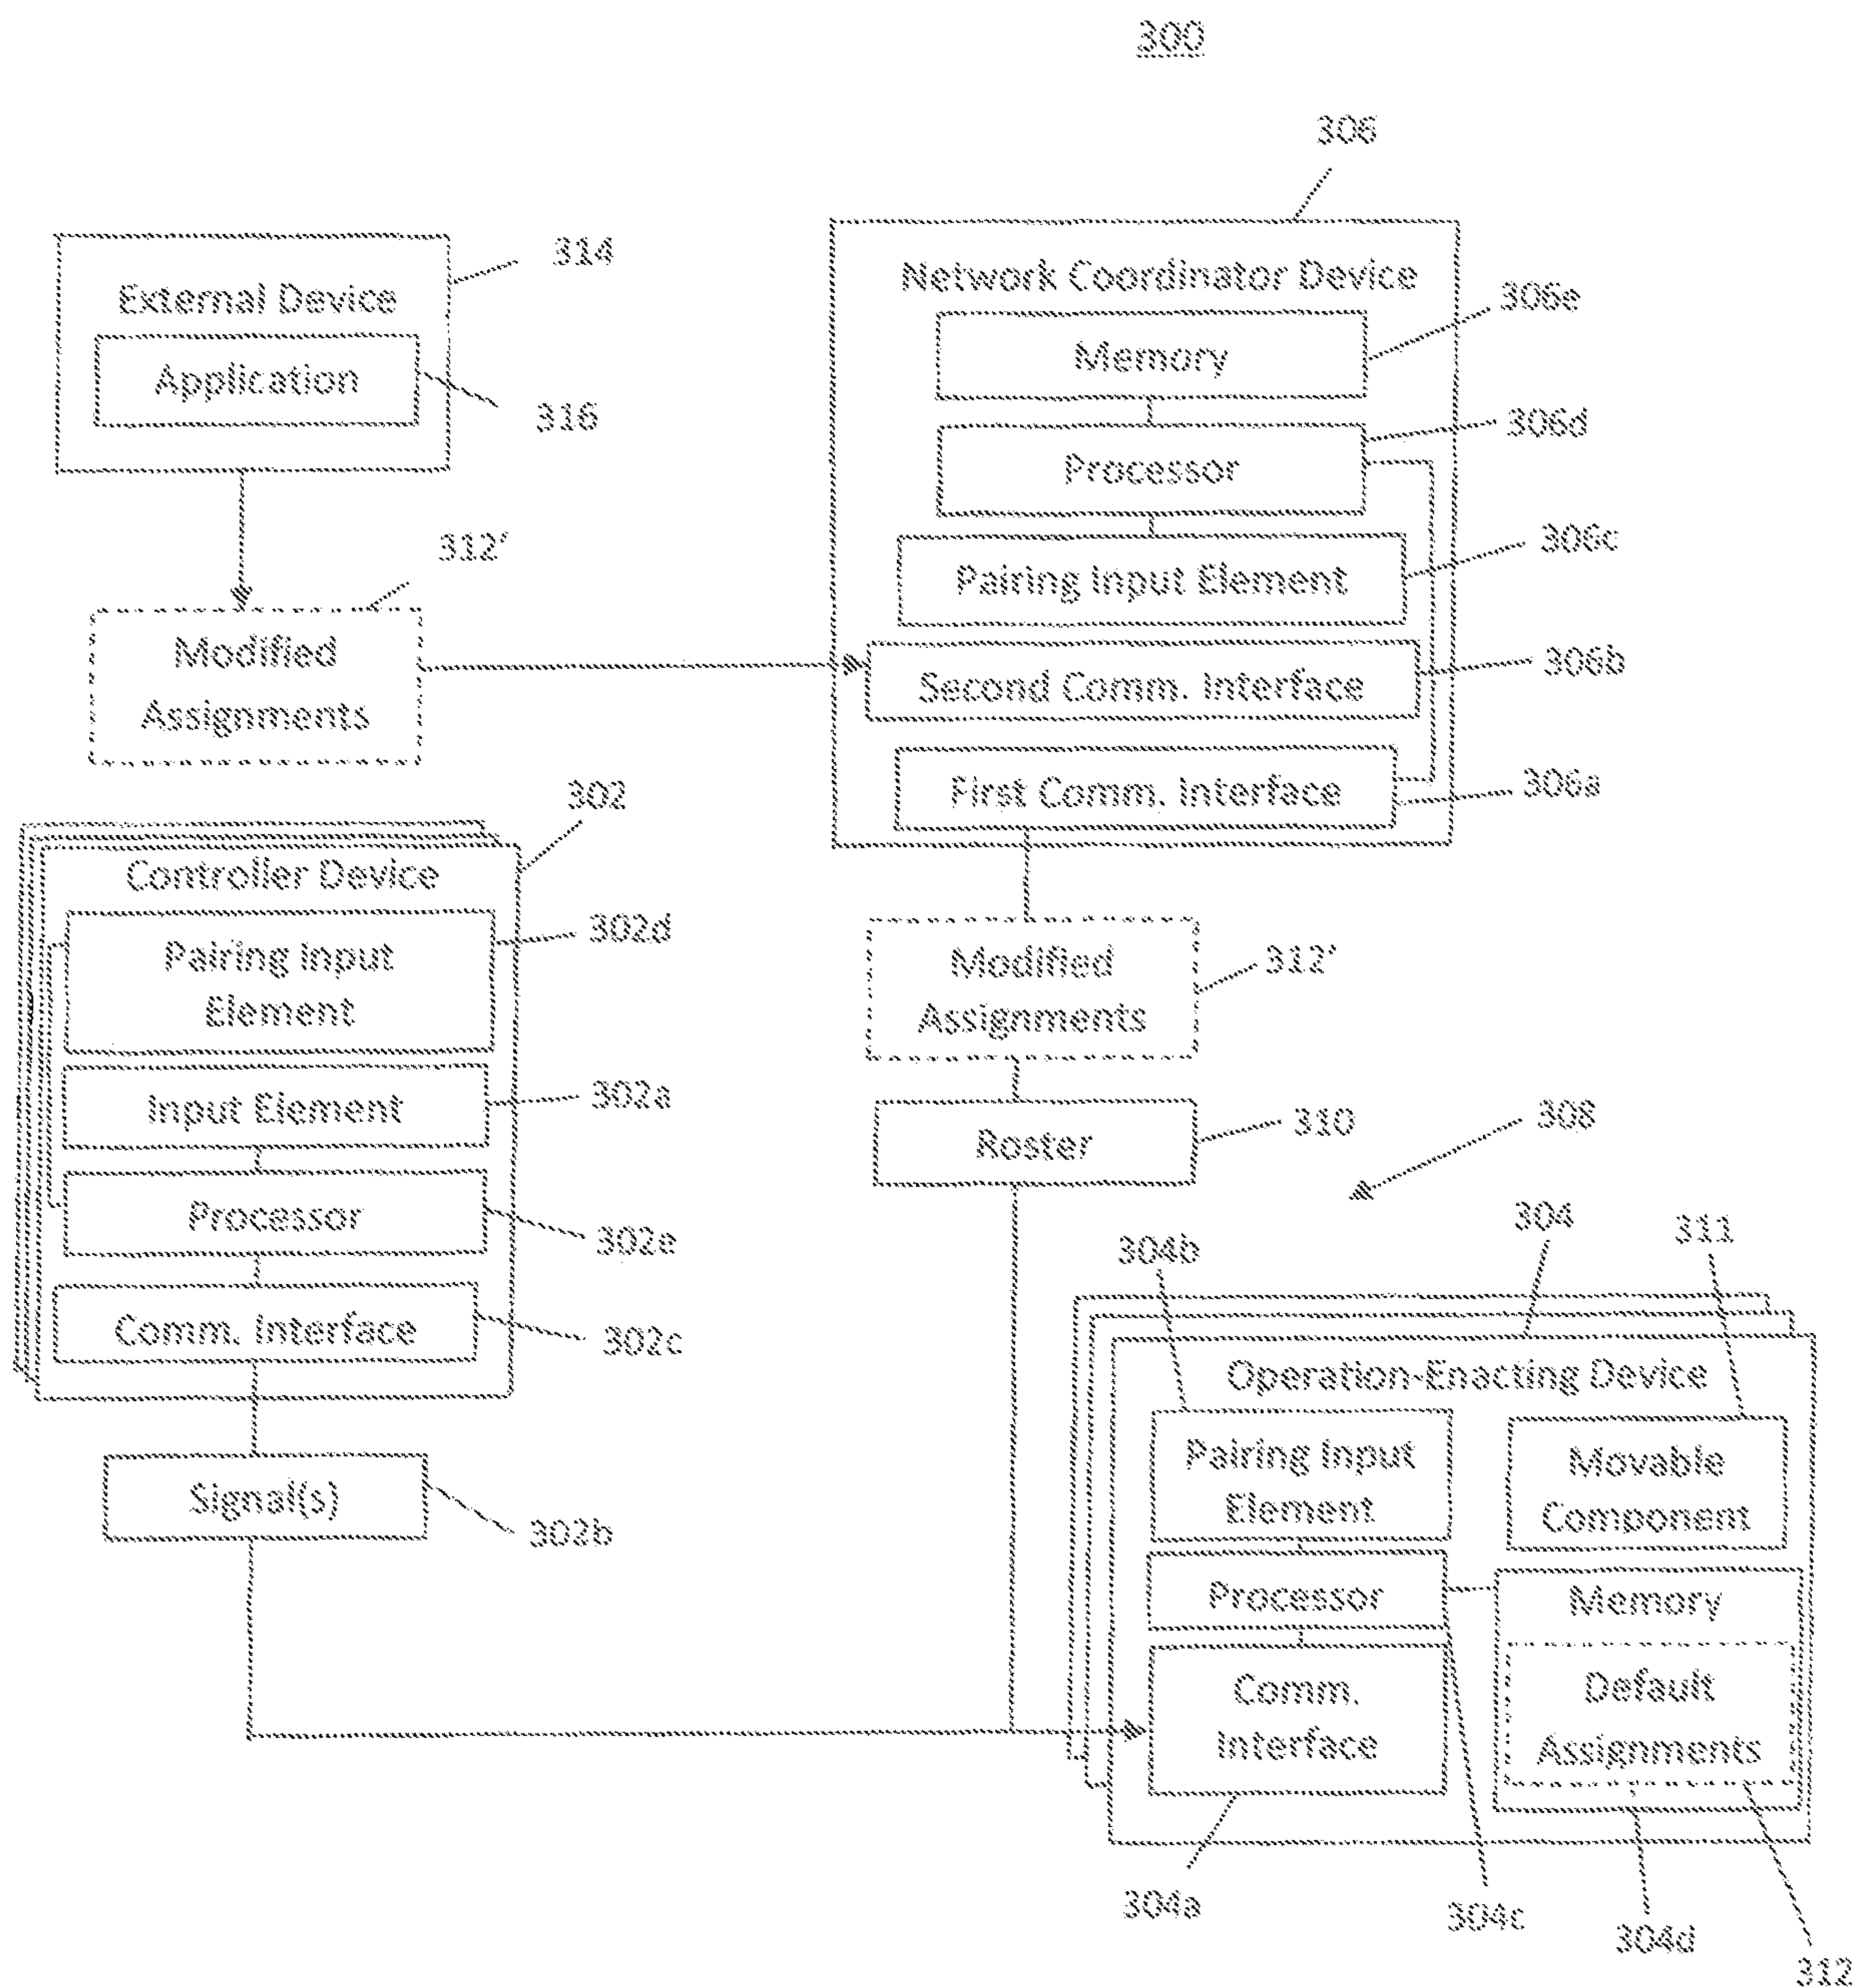 300
306
314
External Device
Application
316
312'
Modified
Assignments
Network Coordinator Device
306e
Memory
306d
Processor
306c
Pairing Input Element
306b
Second Comm. Interface
306a
First Comm. Interface
302
Controller Device
302d
Pairing Input
Element
302a
Input Element
Processor
302e
Comm. Interface
302c
Signal(s)
302b
Modified
Assignments
312'
Roster
310
308
304
311
304b
Operation-Enacting Device
Pairing Input
Element
Movable
Component
Processor
Memory
Comm.
Interface
Default
Assignments
304a
304c
304d
312